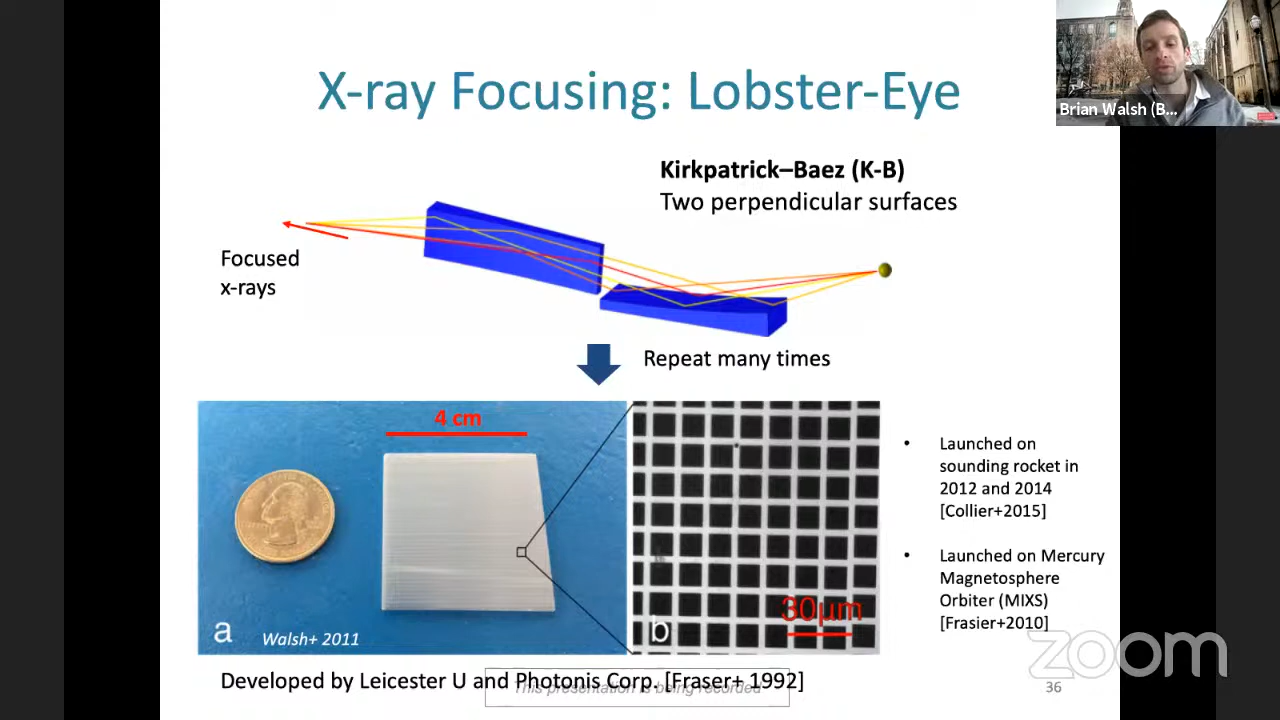 X-ray Focusing: Lobster-Eye
Brian Walsh (B...
Kirkpatrick–Baez (K-B)
Two perpendicular surfaces
Focused
x-rays
Repeat many times
4 cm
a
Walsh+ 2011
30μm
b
• Launched on
sounding rocket in
2012 and 2014
[Collier+2015]
• Launched on Mercury
Magnetosphere
Orbiter (MIXS)
[Frasier+2010]
Developed by Leicester U and Photonis Corp. [Fraser+ 1992]
This presentation is being recorded
36
zoom